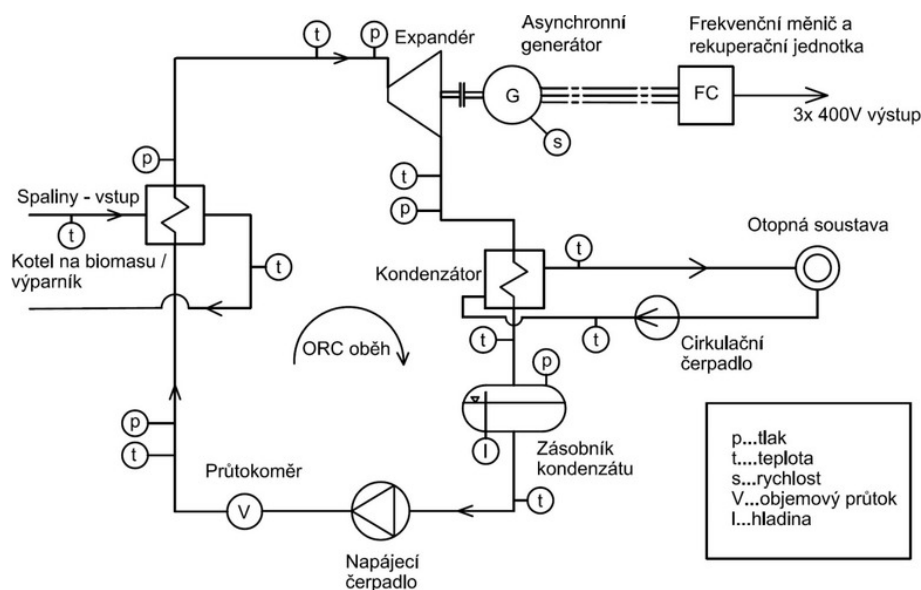 t
p
Expandér
Asynchronní
generátor
Frekvenční měnič a
rekuperační jednotka
G
FC
3x 400V výstup
s
p
t
p
Spaliny - vstup
t
Kotel na biomasu /
výparník
t
Kondenzátor
t
Otopná soustava
ORC oběh
t
t
Cirkulační
čerpadlo
p
p
t
l
Zásobník
kondenzátu
Průtokoměr
V
t
Napájecí
čerpadlo
p...tlak
t....teplota
s...rychlost
V...objemový průtok
l...hladina